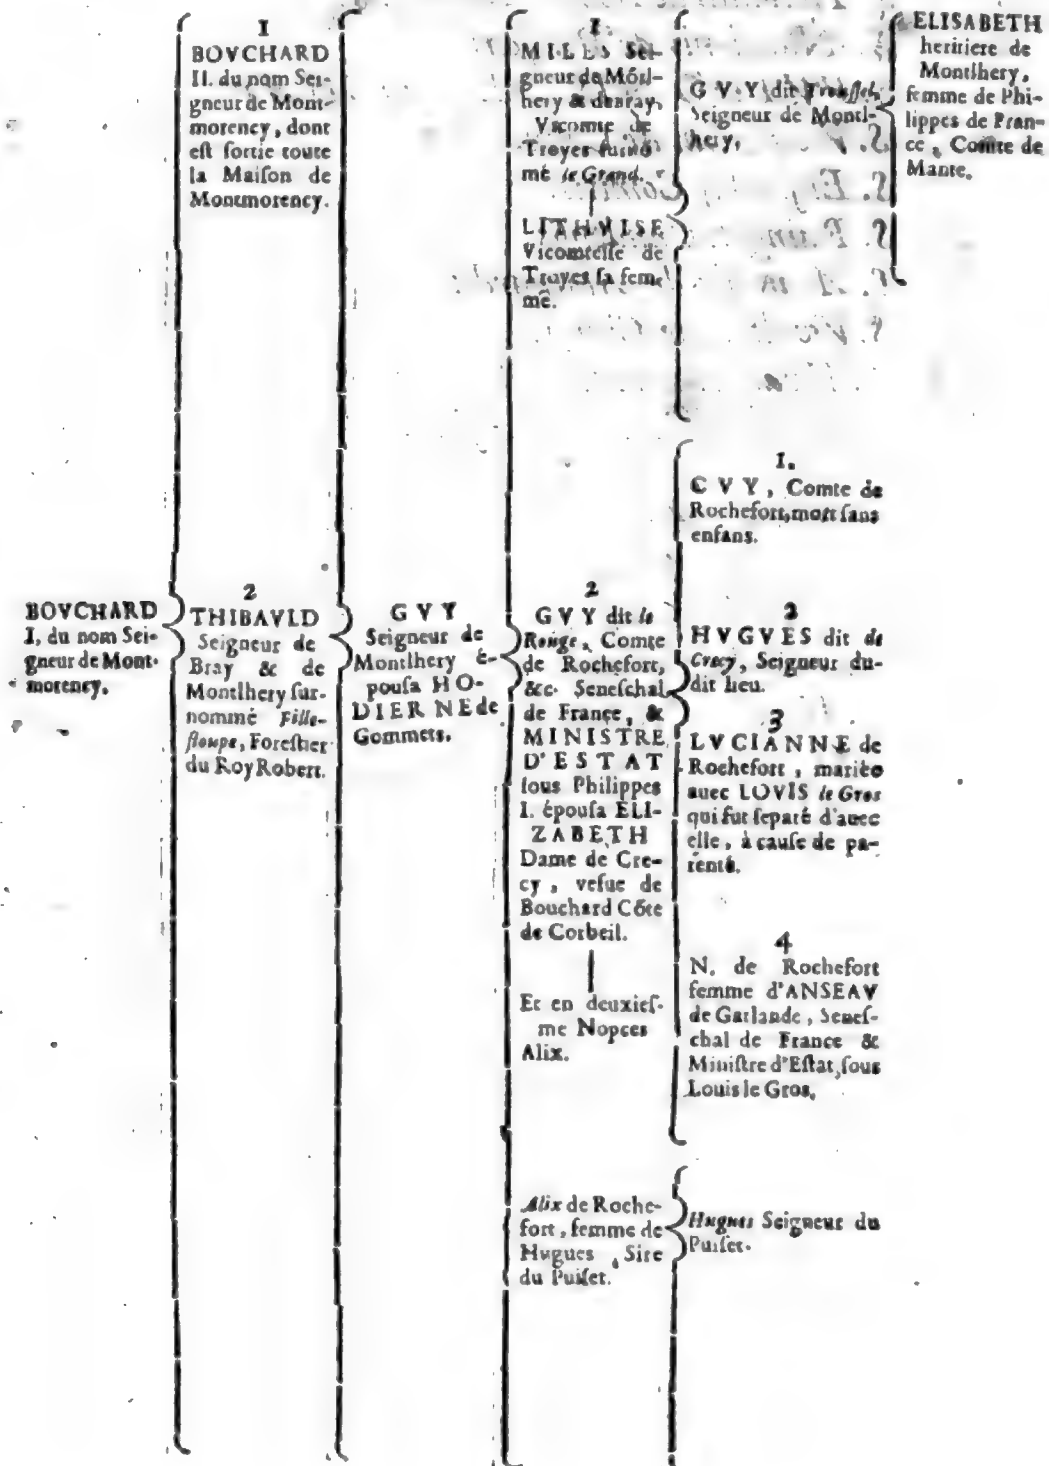 1
BOVCHARD
II. du nom Sei-
gneur de Mont-
morency, dont
est sortie toute
la Maison de
Montmorency.
BOVCHARD
I, du nom Sei-
gneur de Mont-
morency,
2
THIBAVLD
Seigneur de
Bray & de
Montlhery sur-
nommé Fille-
stoupe, Forestier
du Roy Robert.
GVY
Seigneur de
Montlhery é-
pousa HO-
DIERNE de
Gommets.
1
MILES Sei-
gneur de Mõtl-
hery & de Bray,
Vicomte de
Troyes surnõ
mé le Grand.
LITHVISE
Vicomtesse de
Troyes sa fem-
me.
2
GVY dit le
Rouge, Comte
de Rochefort,
&c. Seneschal
de France, &
MINISTRE
D'ESTAT
sous Philippes
I. épousa ELI-
ZABETH
Dame de Cre-
cy, vefue de
Bouchard Cõte
de Corbeil.
Et en deuxies-
me Nopces
Alix.
Alix de Roche-
fort, femme de
Hugues, Sire
du Puiset.
GVY dit Troussel,
Seigneur de Montl-
hery,
1.
GVY, Comte de
Rochefort, mort sans
enfans.
2
HVGVES dit de
Crecy, Seigneur du-
dit lieu.
3
LVCIANNE de
Rochefort, mariée
auec LOVIS le Gros
qui fut separé d'auec
elle, à cause de pa-
renté.
4
N. de Rochefort
femme d'ANSEAV
de Garlande, Senes-
chal de France &
Ministre d'Estat, sous
Louis le Gros.
Hugues Seigneur du
Puiset.
ELISABETH
heritiere de
Montlhery,
femme de Phi-
lippes de Fran-
ce, Comte de
Mante.